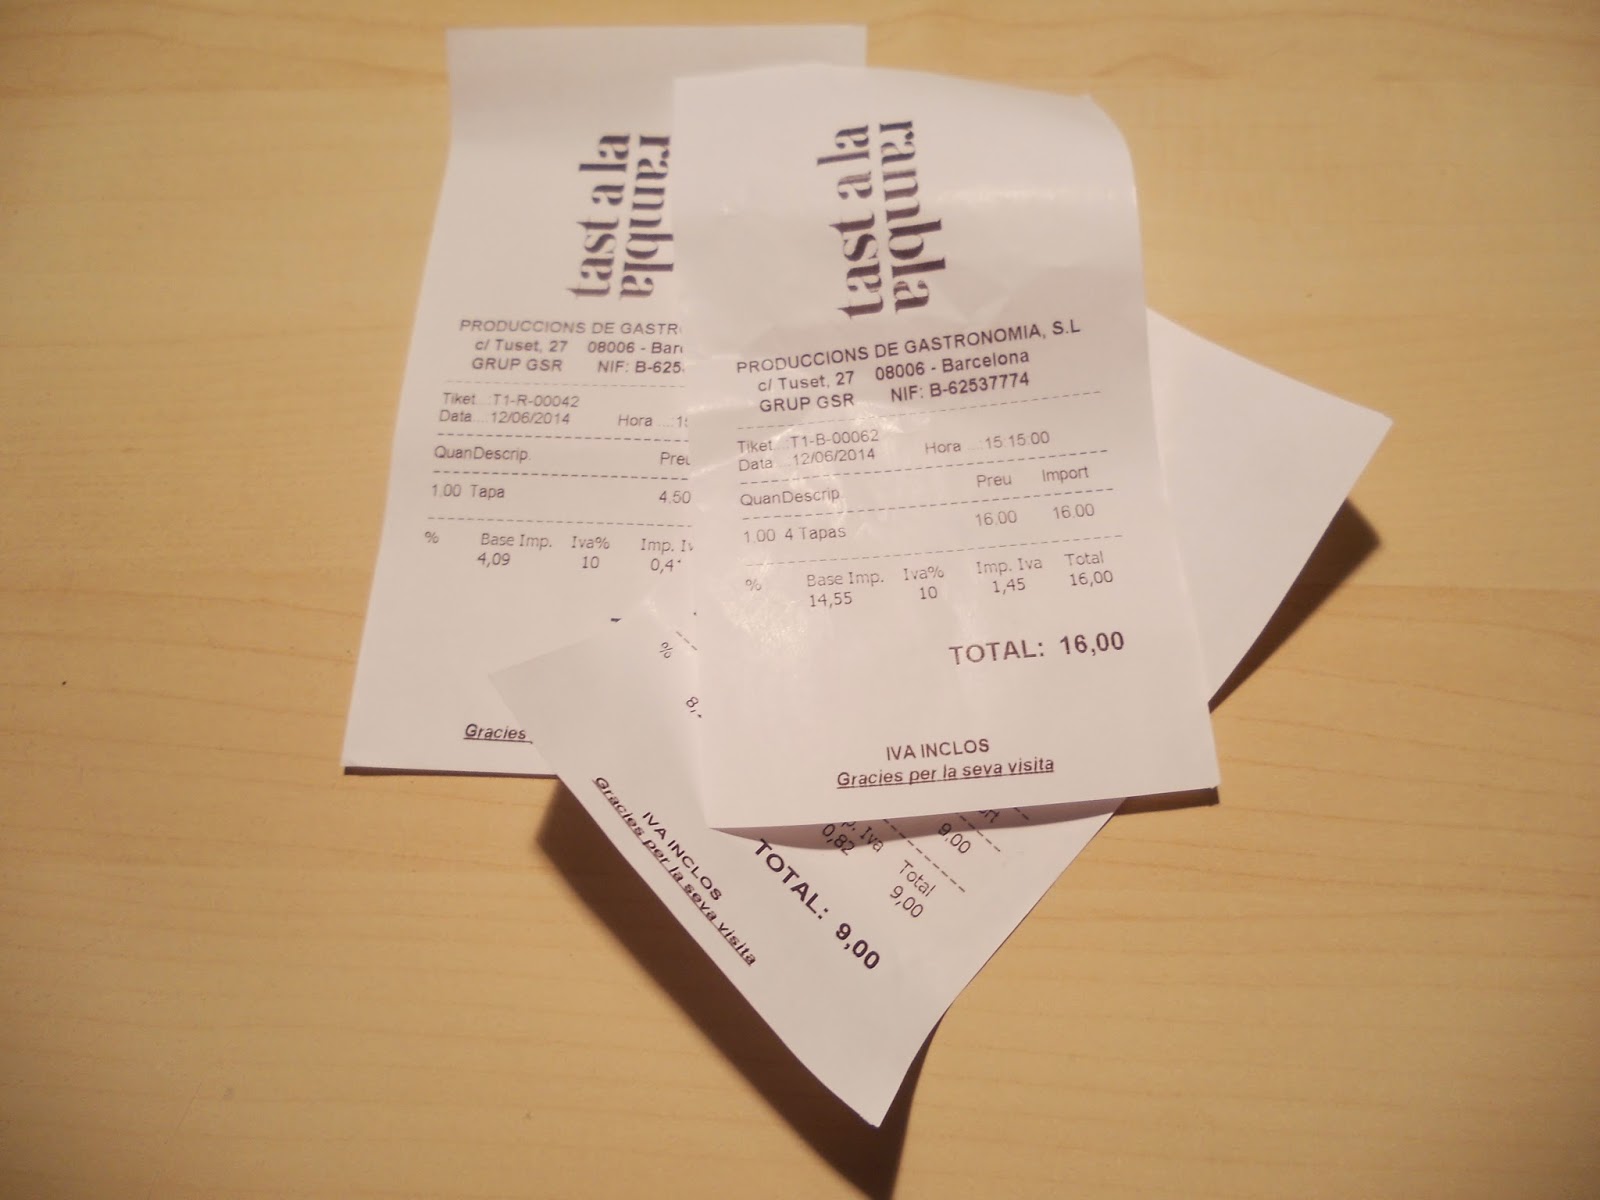 tast a la
rambla
PRODUCCIONS DE
c/ Tuset, 27 08006 -
GRUP GSR NIF:
Tiket..:T1-R-00042
Data...:12/06/2014 Hora ....:
QuanDescrip.
1.00 Tapa 4,50
% Base Imp. Iva% Imp.
4,09 10
Gracies
tast a la
rambla
PRODUCCIONS DE GASTRONOMIA, S.L
c/ Tuset, 27 08006 - Barcelona
GRUP GSR NIF: B-62537774
Tiket..:T1-B-00062
Data...:12/06/2014 Hora ....:15:15:00
QuanDescrip. Preu Import
1.00 4 Tapas 16,00 16.00
% Base Imp. Iva% Imp. Iva Total
14,55 10 1,45 16,00
TOTAL: 16,00
IVA INCLOS
Gracies per la seva visita
9.00
% Iva Total
0,82 9,00
TOTAL: 9,00
IVA INCLOS
Gracies per la seva visita